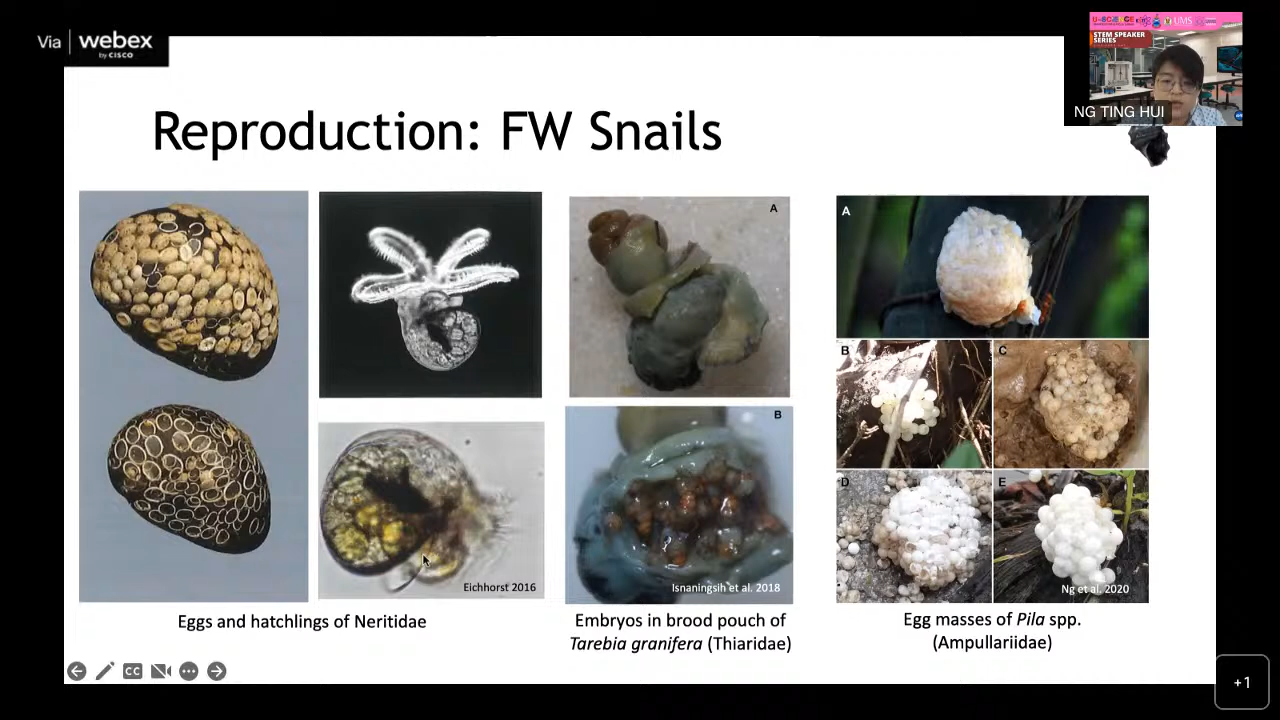 Via webex
by CISCO
STEM SPEAKER
SERIES
UMS
NG TING HUI
Reproduction: FW Snails
A
B
Eichhorst 2016
Isnaningsih et al. 2018
A
B
C
D
E
Ng et al. 2020
Eggs and hatchlings of Neritidae
Embryos in brood pouch of
Tarebia granifera (Thiaridae)
Egg masses of Pila spp.
(Ampullariidae)
CC
+1